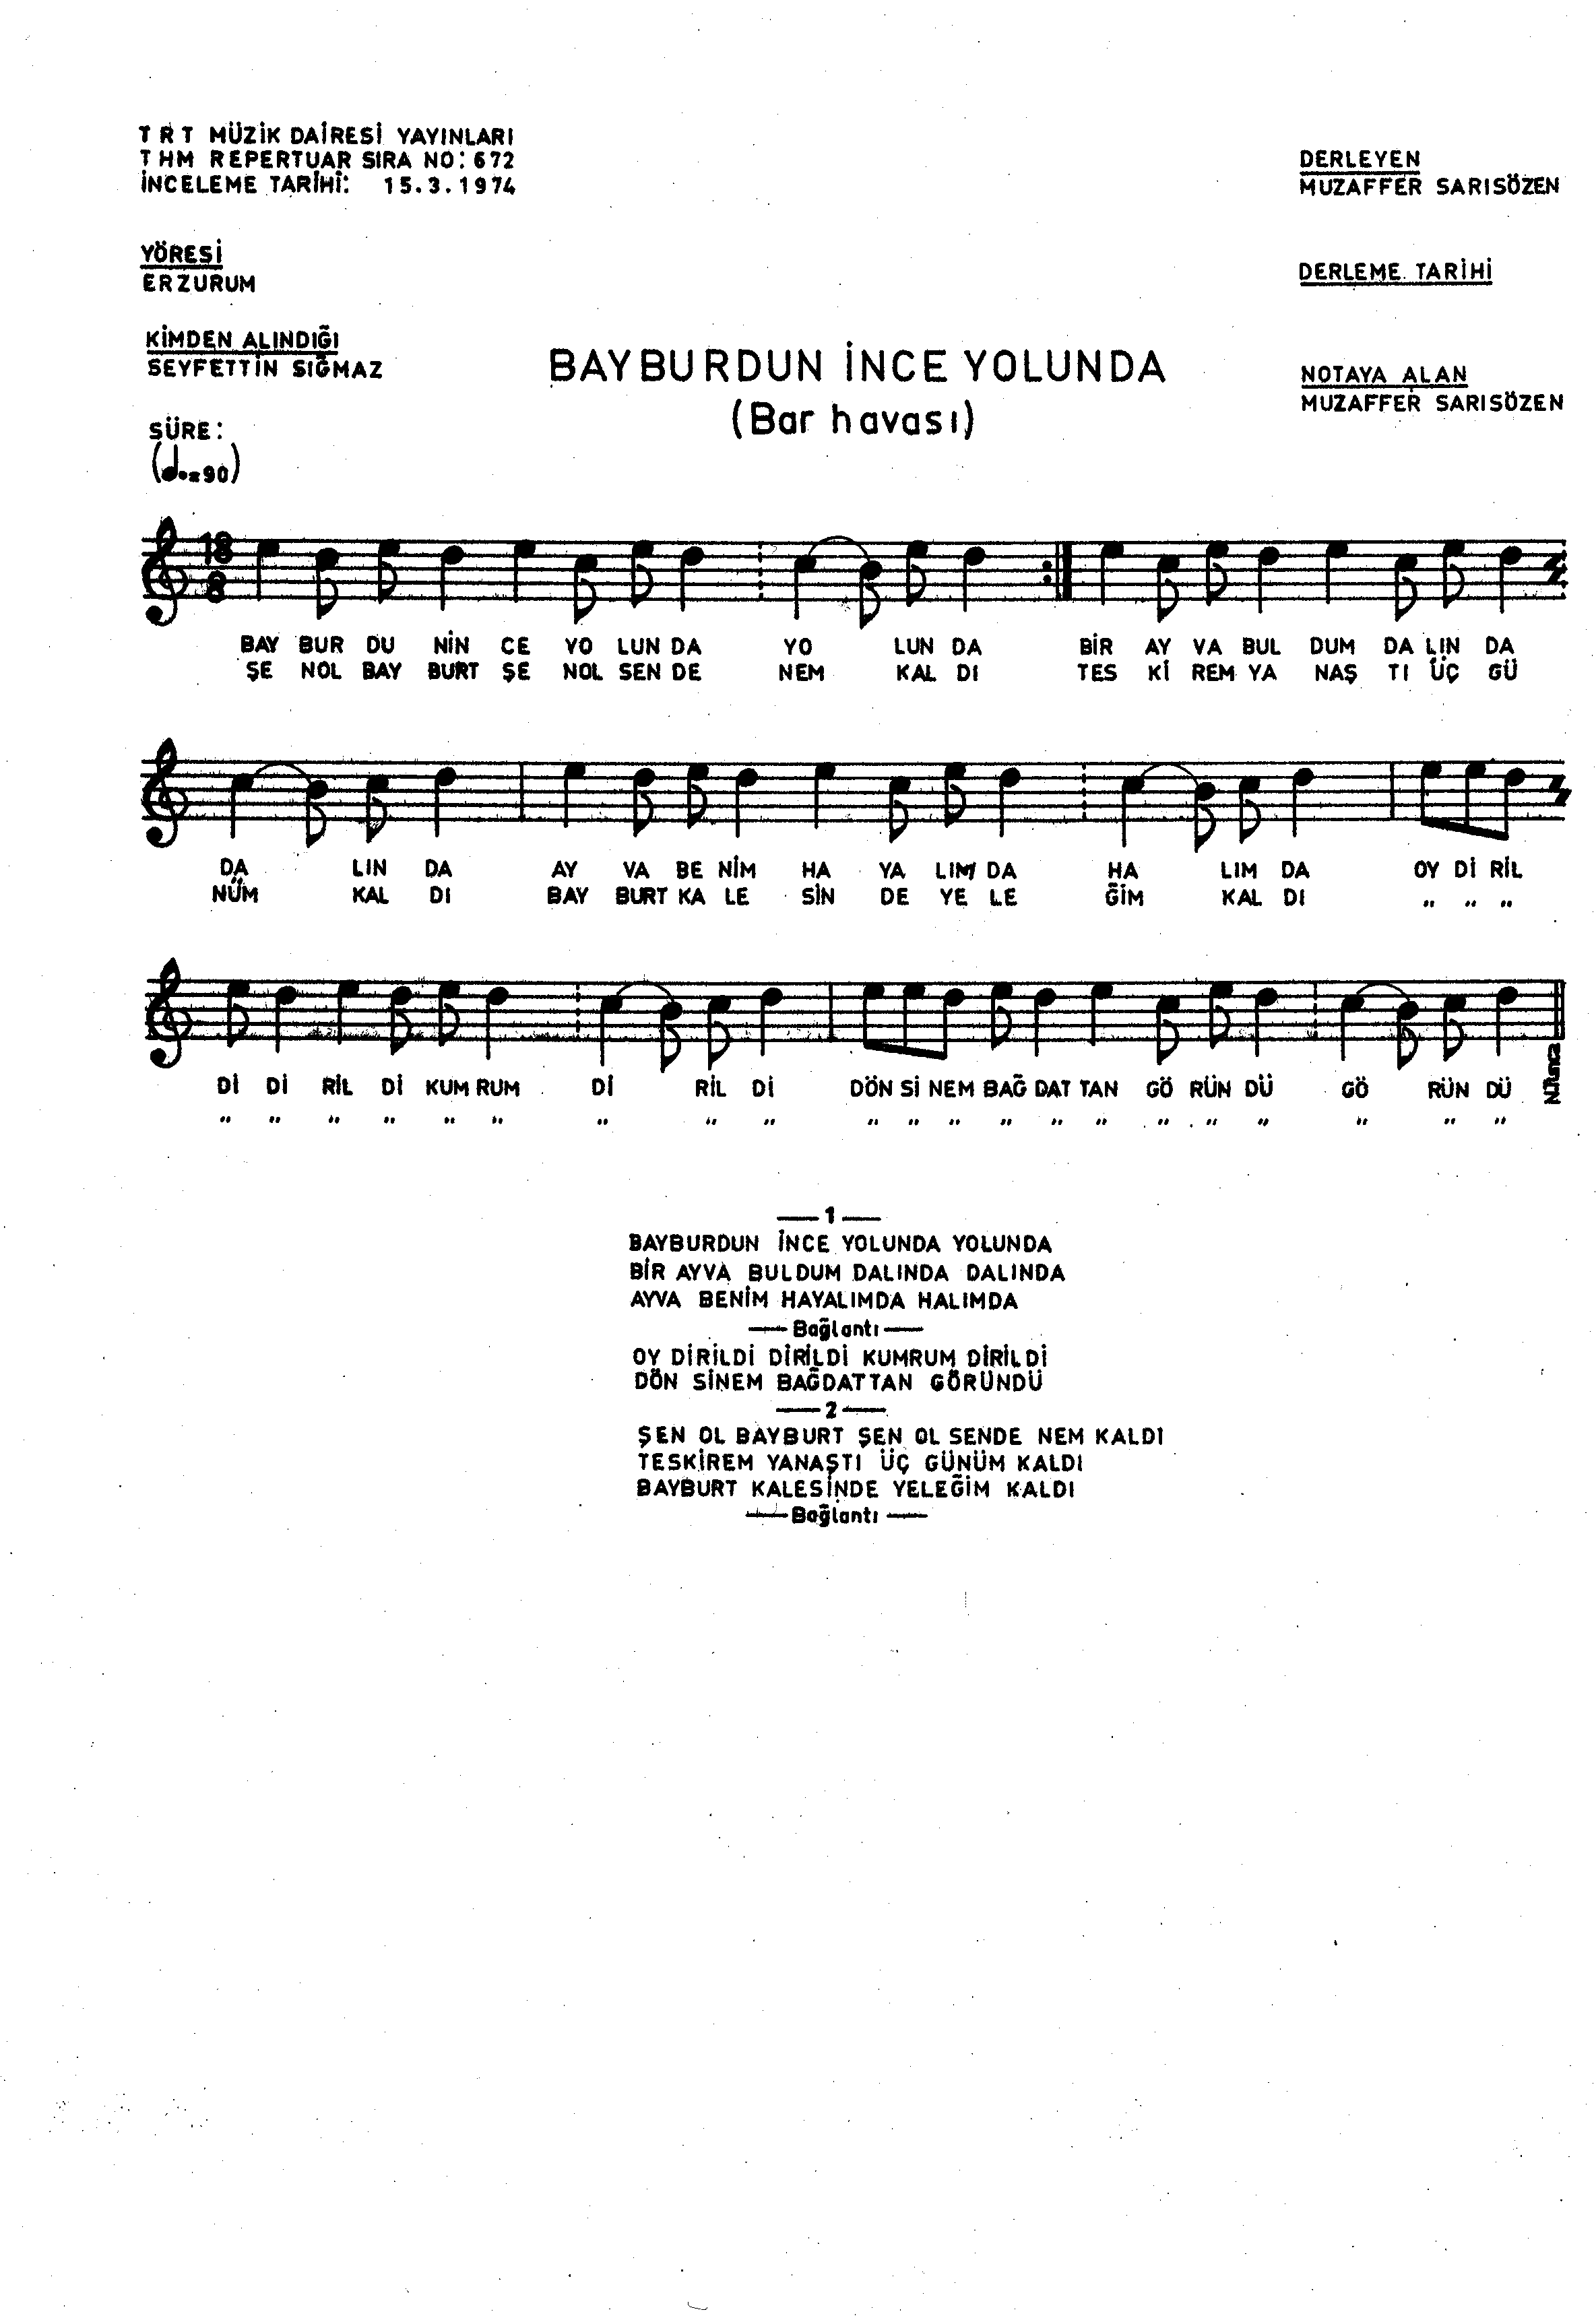 TRT MÜZİK DAİRESİ YAYINLARI
THM REPERTUAR SIRA NO: 672
İNCELEME TARİHİ: 15.3.1974
DERLEYEN
MUZAFFER SARISÖZEN
YÖRESİ
ERZURUM
DERLEME TARİHİ
KİMDEN ALINDIĞI
SEYFETTİN SIĞMAZ
BAYBURDUN İNCE YOLUNDA
(Bar havası)
NOTAYA ALAN
MUZAFFER SARISÖZEN
SÜRE:
(𝅗𝅥.=90)
18
8
BAY BUR DU NİN CE YO LUN DA YO LUN DA BİR AY VA BUL DUM DA LIN DA
ŞE NOL BAY BURT ŞE NOL SEN DE NEM KAL DI TES Kİ REM YA NAŞ TI ÜÇ GÜ
DA LIN DA AY VA BE NİM HA YA LIM DA HA LIM DA OY Dİ RİL
NÜM KAL DI BAY BURT KA LE SİN DE YE LE ĞİM KAL DI " " "
Dİ Dİ RİL Dİ KUM RUM Dİ RİL Dİ DÖN Sİ NEM BAĞ DAT TAN GÖ RÜN DÜ GÖ RÜN DÜ
" " " " " " " " " " " " " " " " " " " " "
— 1 —
BAYBURDUN İNCE YOLUNDA YOLUNDA
BİR AYVA BULDUM DALINDA DALINDA
AYVA BENİM HAYALIMDA HALIMDA
— Bağlantı —
OY DİRİLDİ DİRİLDİ KUMRUM DİRİLDİ
DÖN SİNEM BAĞDATTAN GÖRÜNDÜ
— 2 —
ŞEN OL BAYBURT ŞEN OL SENDE NEM KALDI
TESKİREM YANAŞTI ÜÇ GÜNÜM KALDI
BAYBURT KALESİNDE YELEĞİM KALDI
— Bağlantı —